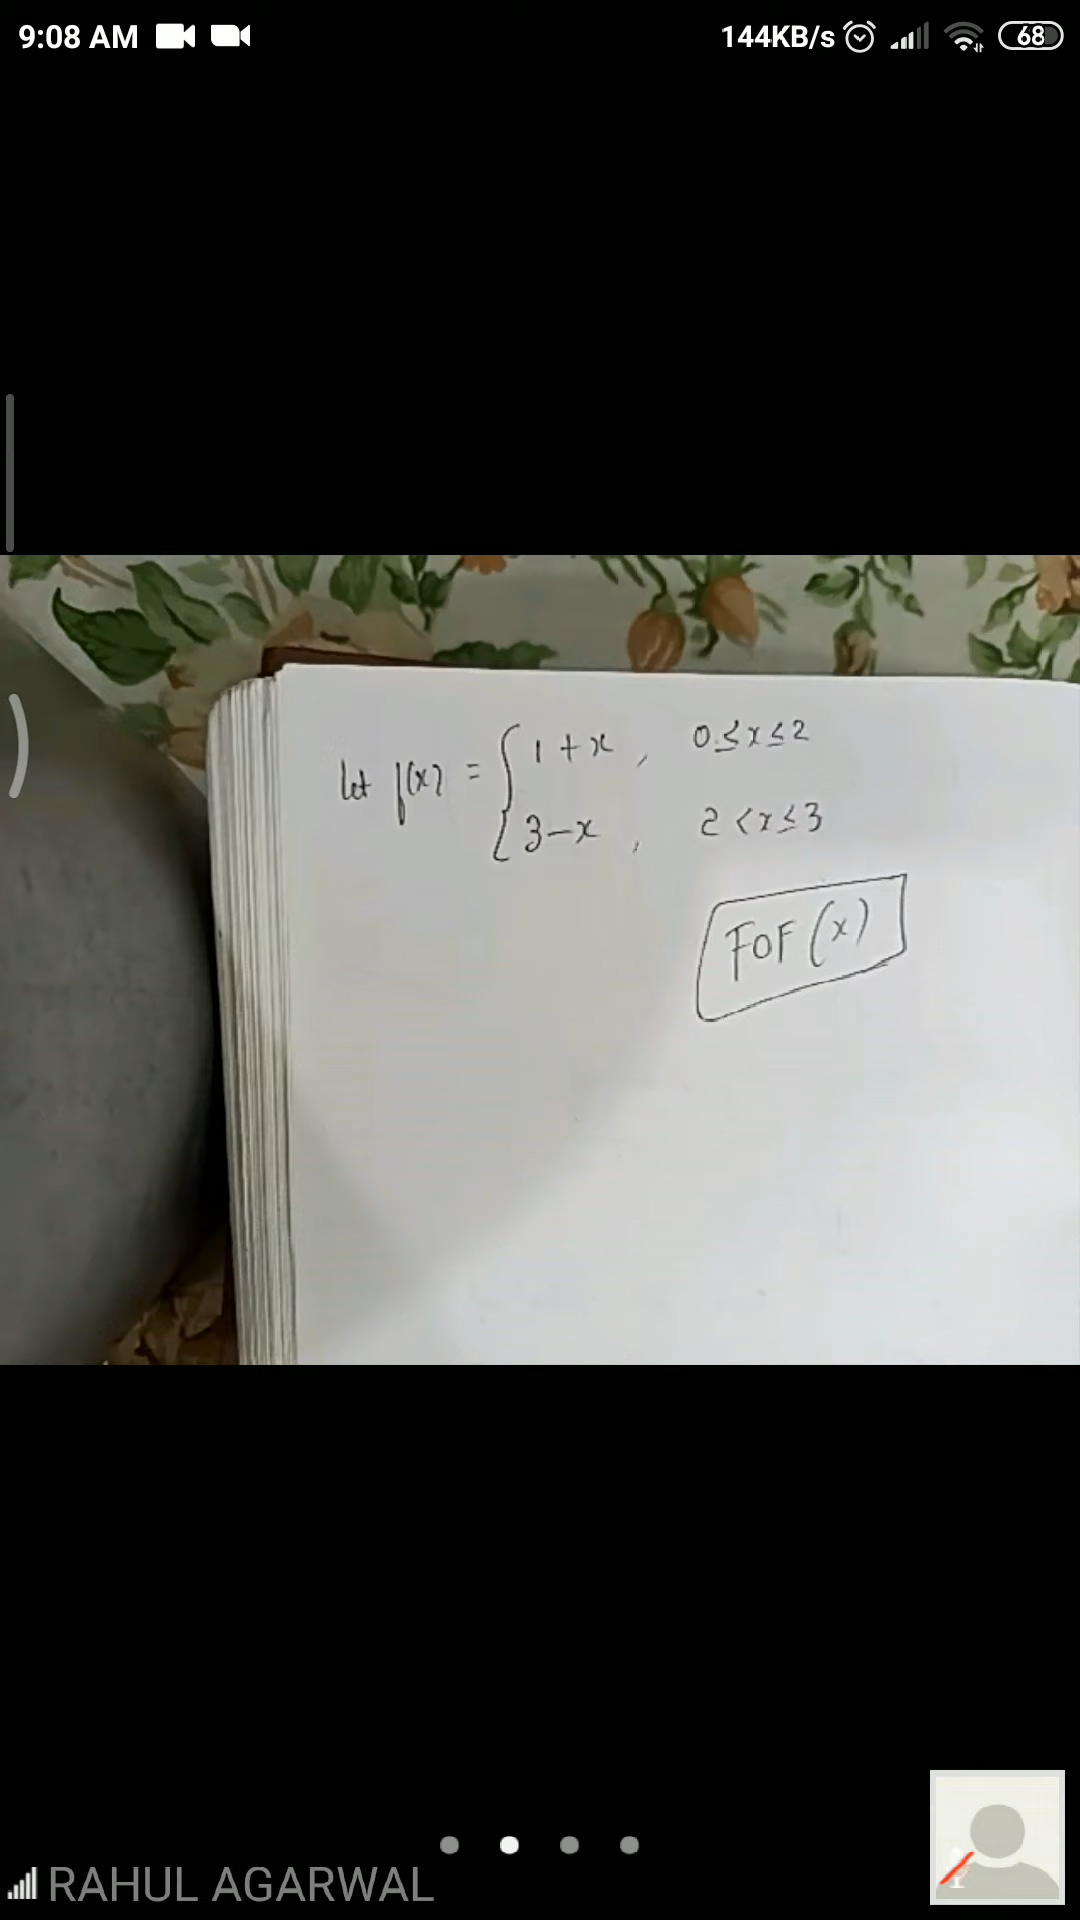 9:08 AM
144KB/s
68
let f(x) = { 1 + x , 0 ≤ x ≤ 2
3 - x , 2 < x ≤ 3
FOF (x)
RAHUL AGARWAL